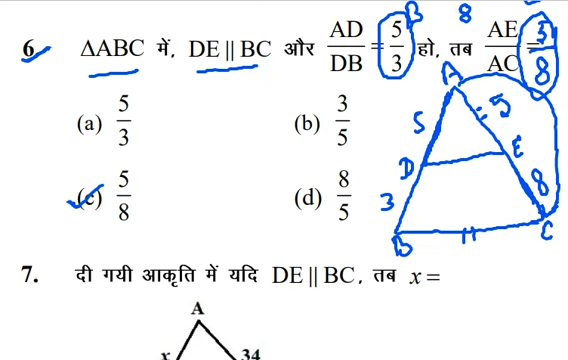 B 8
6. ΔABC में, DE || BC और AD/DB = 5/3 हो, तब AE/AC = 5/8
(a) 5/3 (b) 3/5
(c) 5/8 (d) 8/5
A
5 5
D E
3 8
B C
7. दी गयी आकृति में यदि DE || BC, तब x =
A
x 34